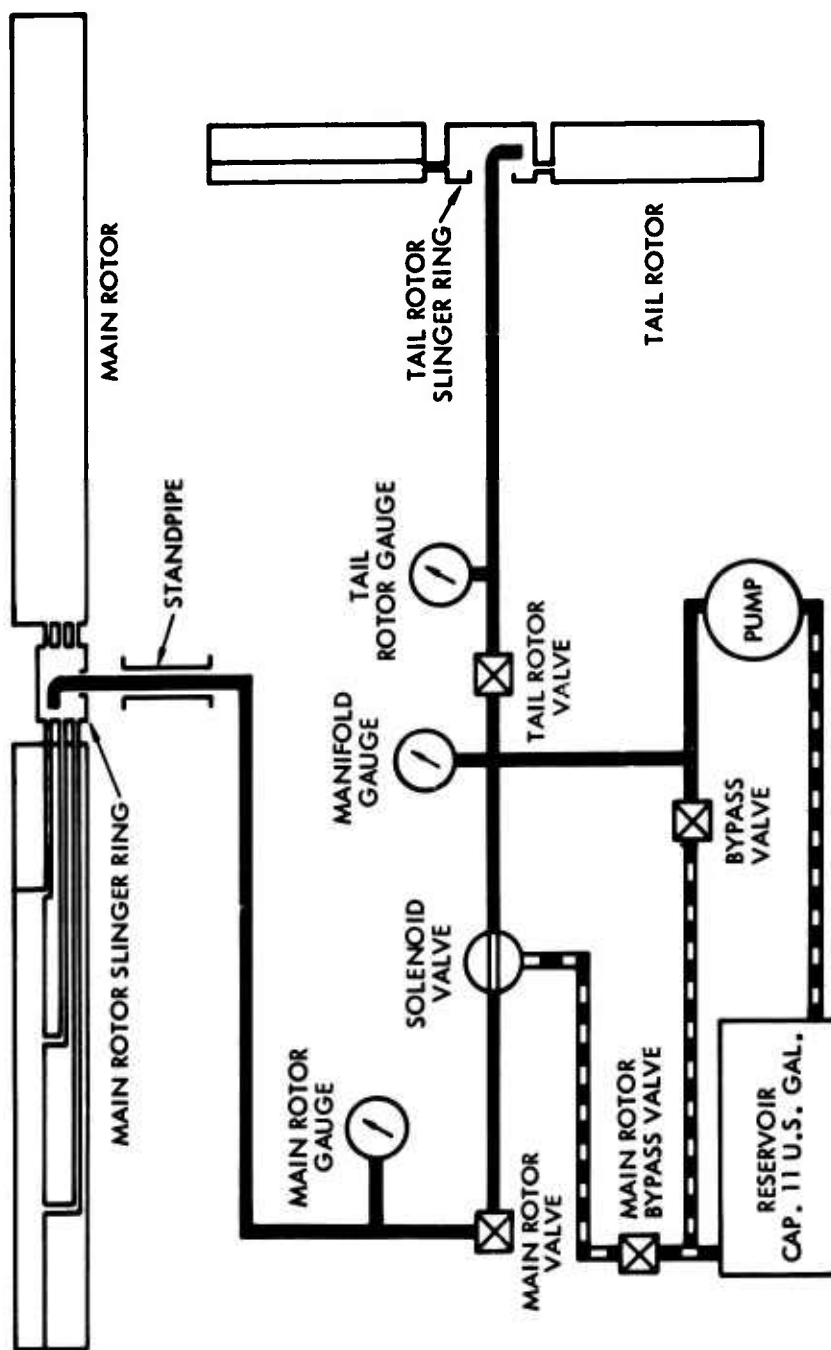 MAIN ROTOR
STANDPIPE
MAIN ROTOR SLINGER RING
TAIL ROTOR
SLINGER RING
TAIL ROTOR
TAIL
ROTOR GAUGE
MANIFOLD
GAUGE
TAIL ROTOR
VALVE
SOLENOID
VALVE
MAIN ROTOR
GAUGE
MAIN ROTOR
VALVE
PUMP
BYPASS
VALVE
MAIN ROTOR
BYPASS VALVE
RESERVOIR
CAP. 11 U.S. GAL.